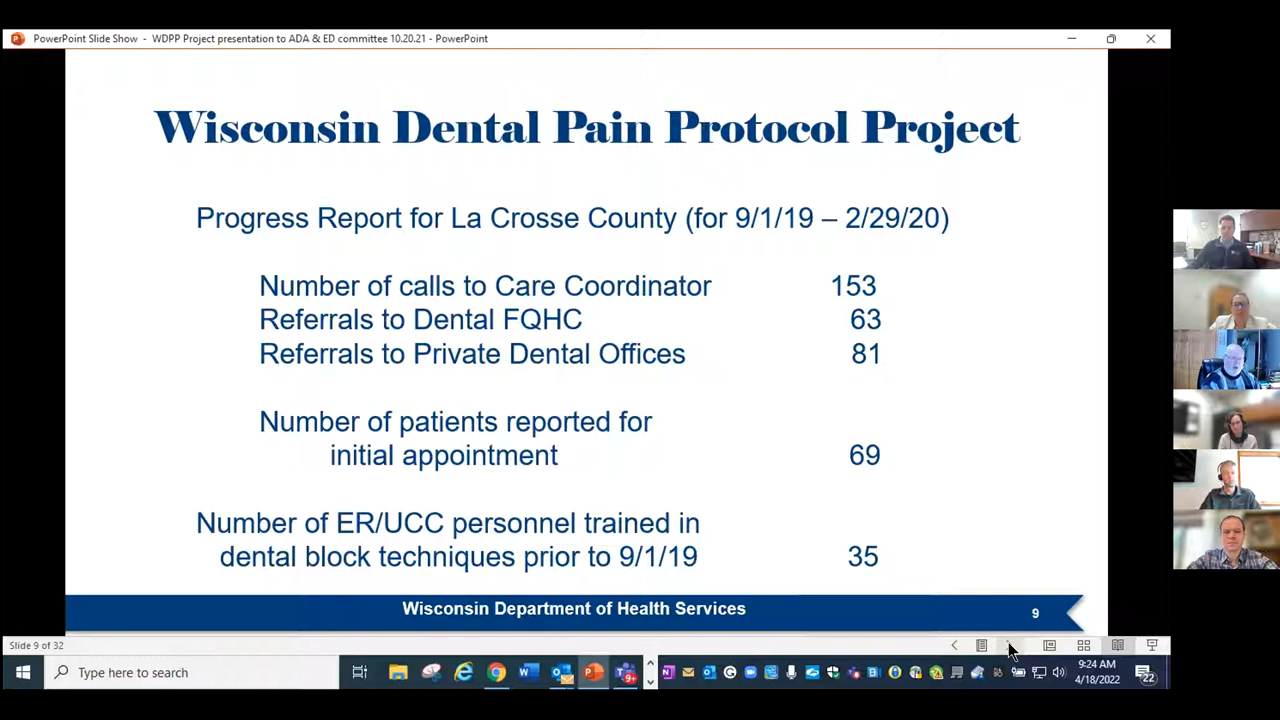 PowerPoint Slide Show - WDPP Project presentation to ADA & ED committee 10.20.21 - PowerPoint
Wisconsin Dental Pain Protocol Project
Progress Report for La Crosse County (for 9/1/19 – 2/29/20)
Number of calls to Care Coordinator 153
Referrals to Dental FQHC 63
Referrals to Private Dental Offices 81
Number of patients reported for
initial appointment 69
Number of ER/UCC personnel trained in
dental block techniques prior to 9/1/19 35
Wisconsin Department of Health Services 9
Slide 9 of 32
Type here to search
9:24 AM
4/18/2022
22